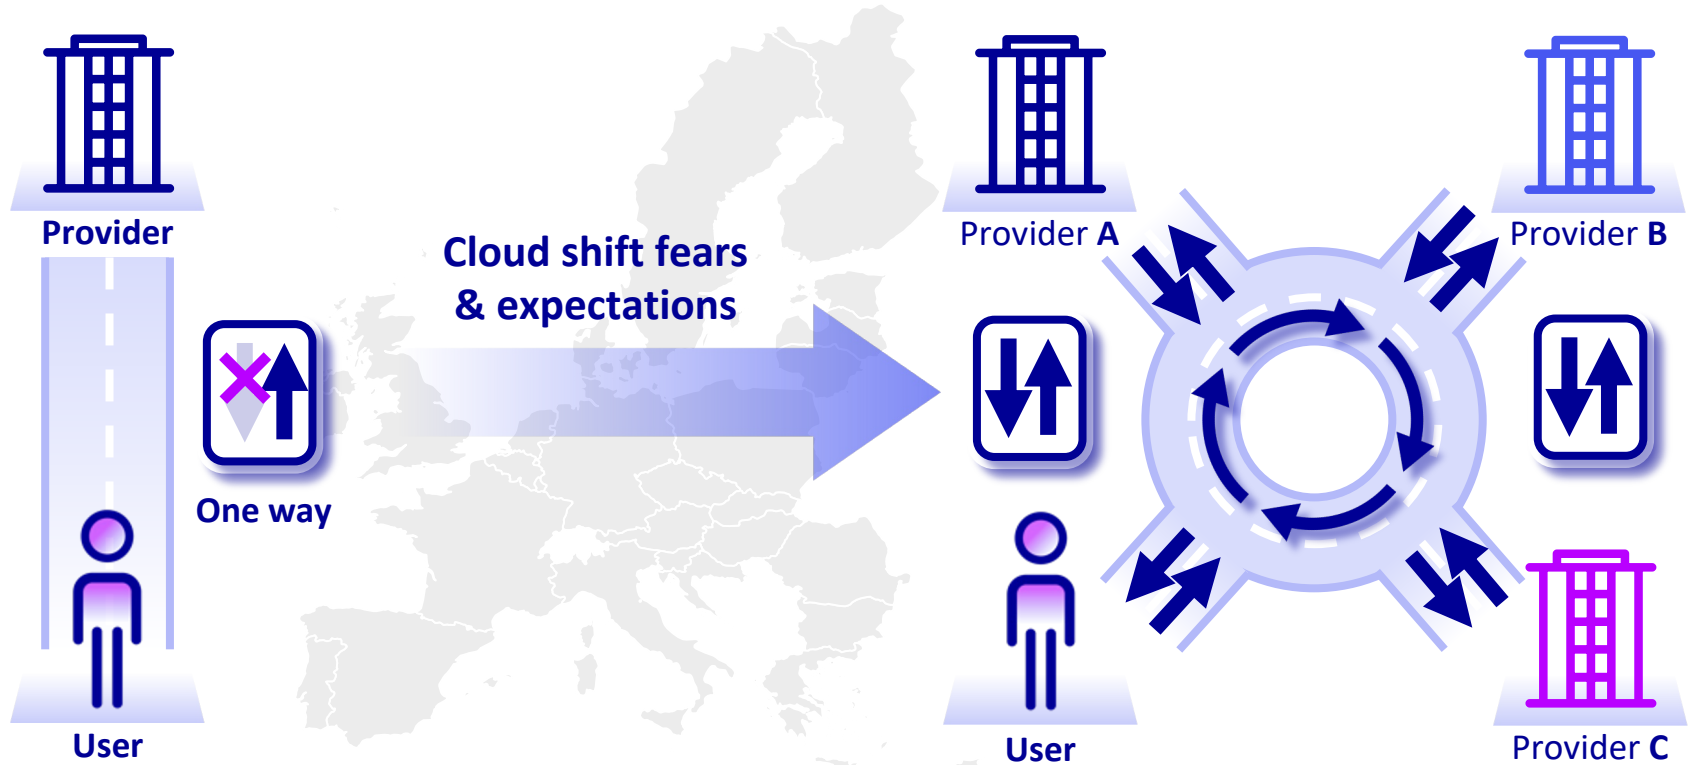 Provider
One way
User
Cloud shift fears
& expectations
Provider A
Provider B
User
Provider C